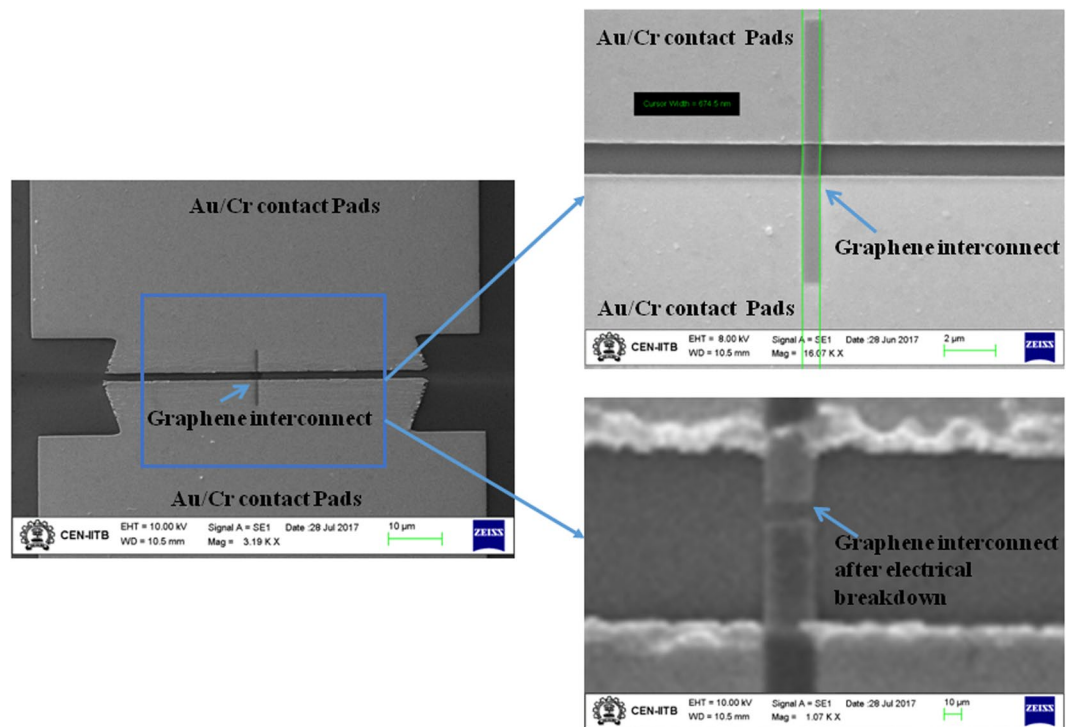 Au/Cr contact Pads
Graphene interconnect
Au/Cr contact Pads
CEN-IITB
EHT = 10.00 kV Signal A = SE1 Date :28 Jul 2017
WD = 10.5 mm Mag = 3.19 K X
10 µm
ZEISS
Au/Cr contact Pads
Cursor Width = 674.5 nm
Graphene interconnect
Au/Cr contact Pads
CEN-IITB
EHT = 8.00 kV Signal A = SE1 Date :28 Jun 2017
WD = 10.5 mm Mag = 16.07 K X
2 µm
ZEISS
Graphene interconnect
after electrical
breakdown
CEN-IITB
EHT = 10.00 kV Signal A = SE1 Date :28 Jul 2017
WD = 10.5 mm Mag = 1.07 K X
10 µm
ZEISS